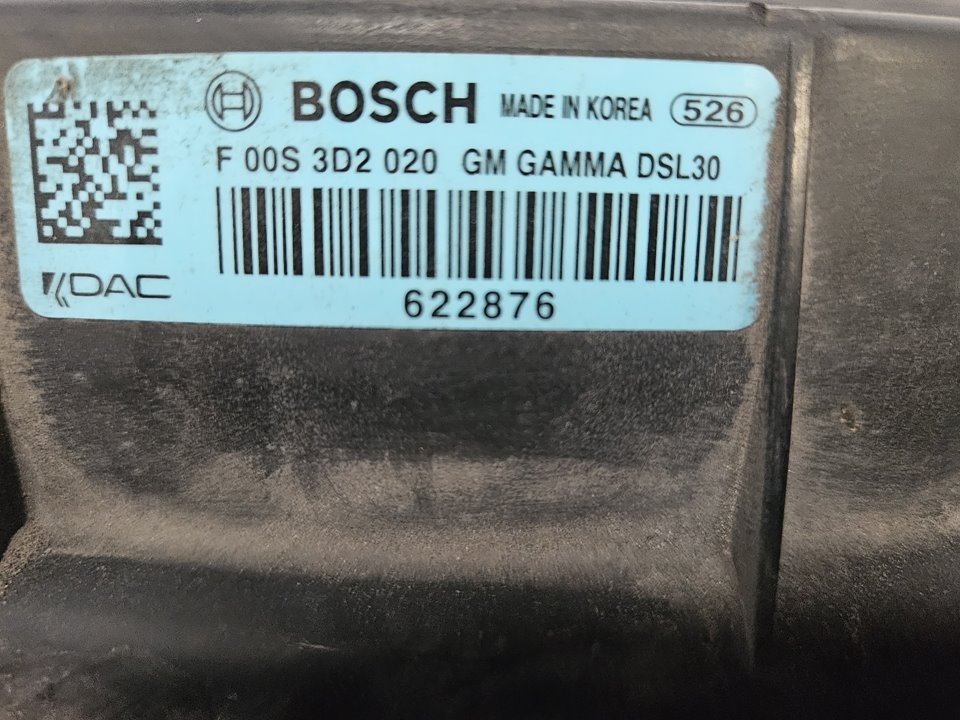 BOSCH MADE IN KOREA 526
F 00S 3D2 020 GM GAMMA DSL30
DAC
622876